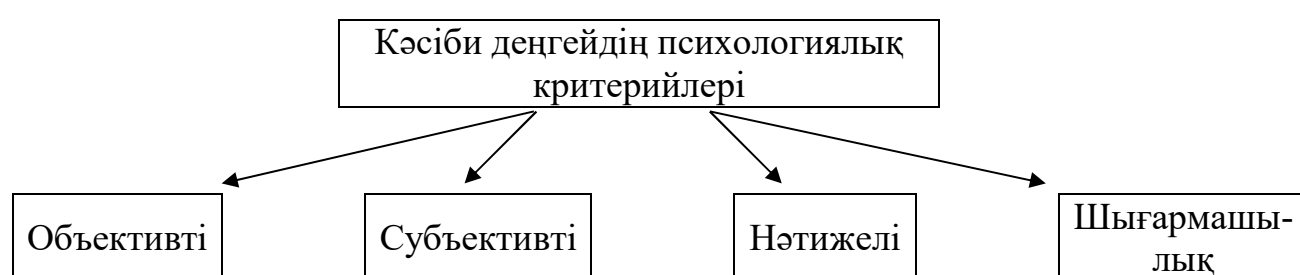 Кәсіби деңгейдің психологиялық
критерийлері
Объективті
Субъективті
Нәтижелі
Шығармашы-
лық